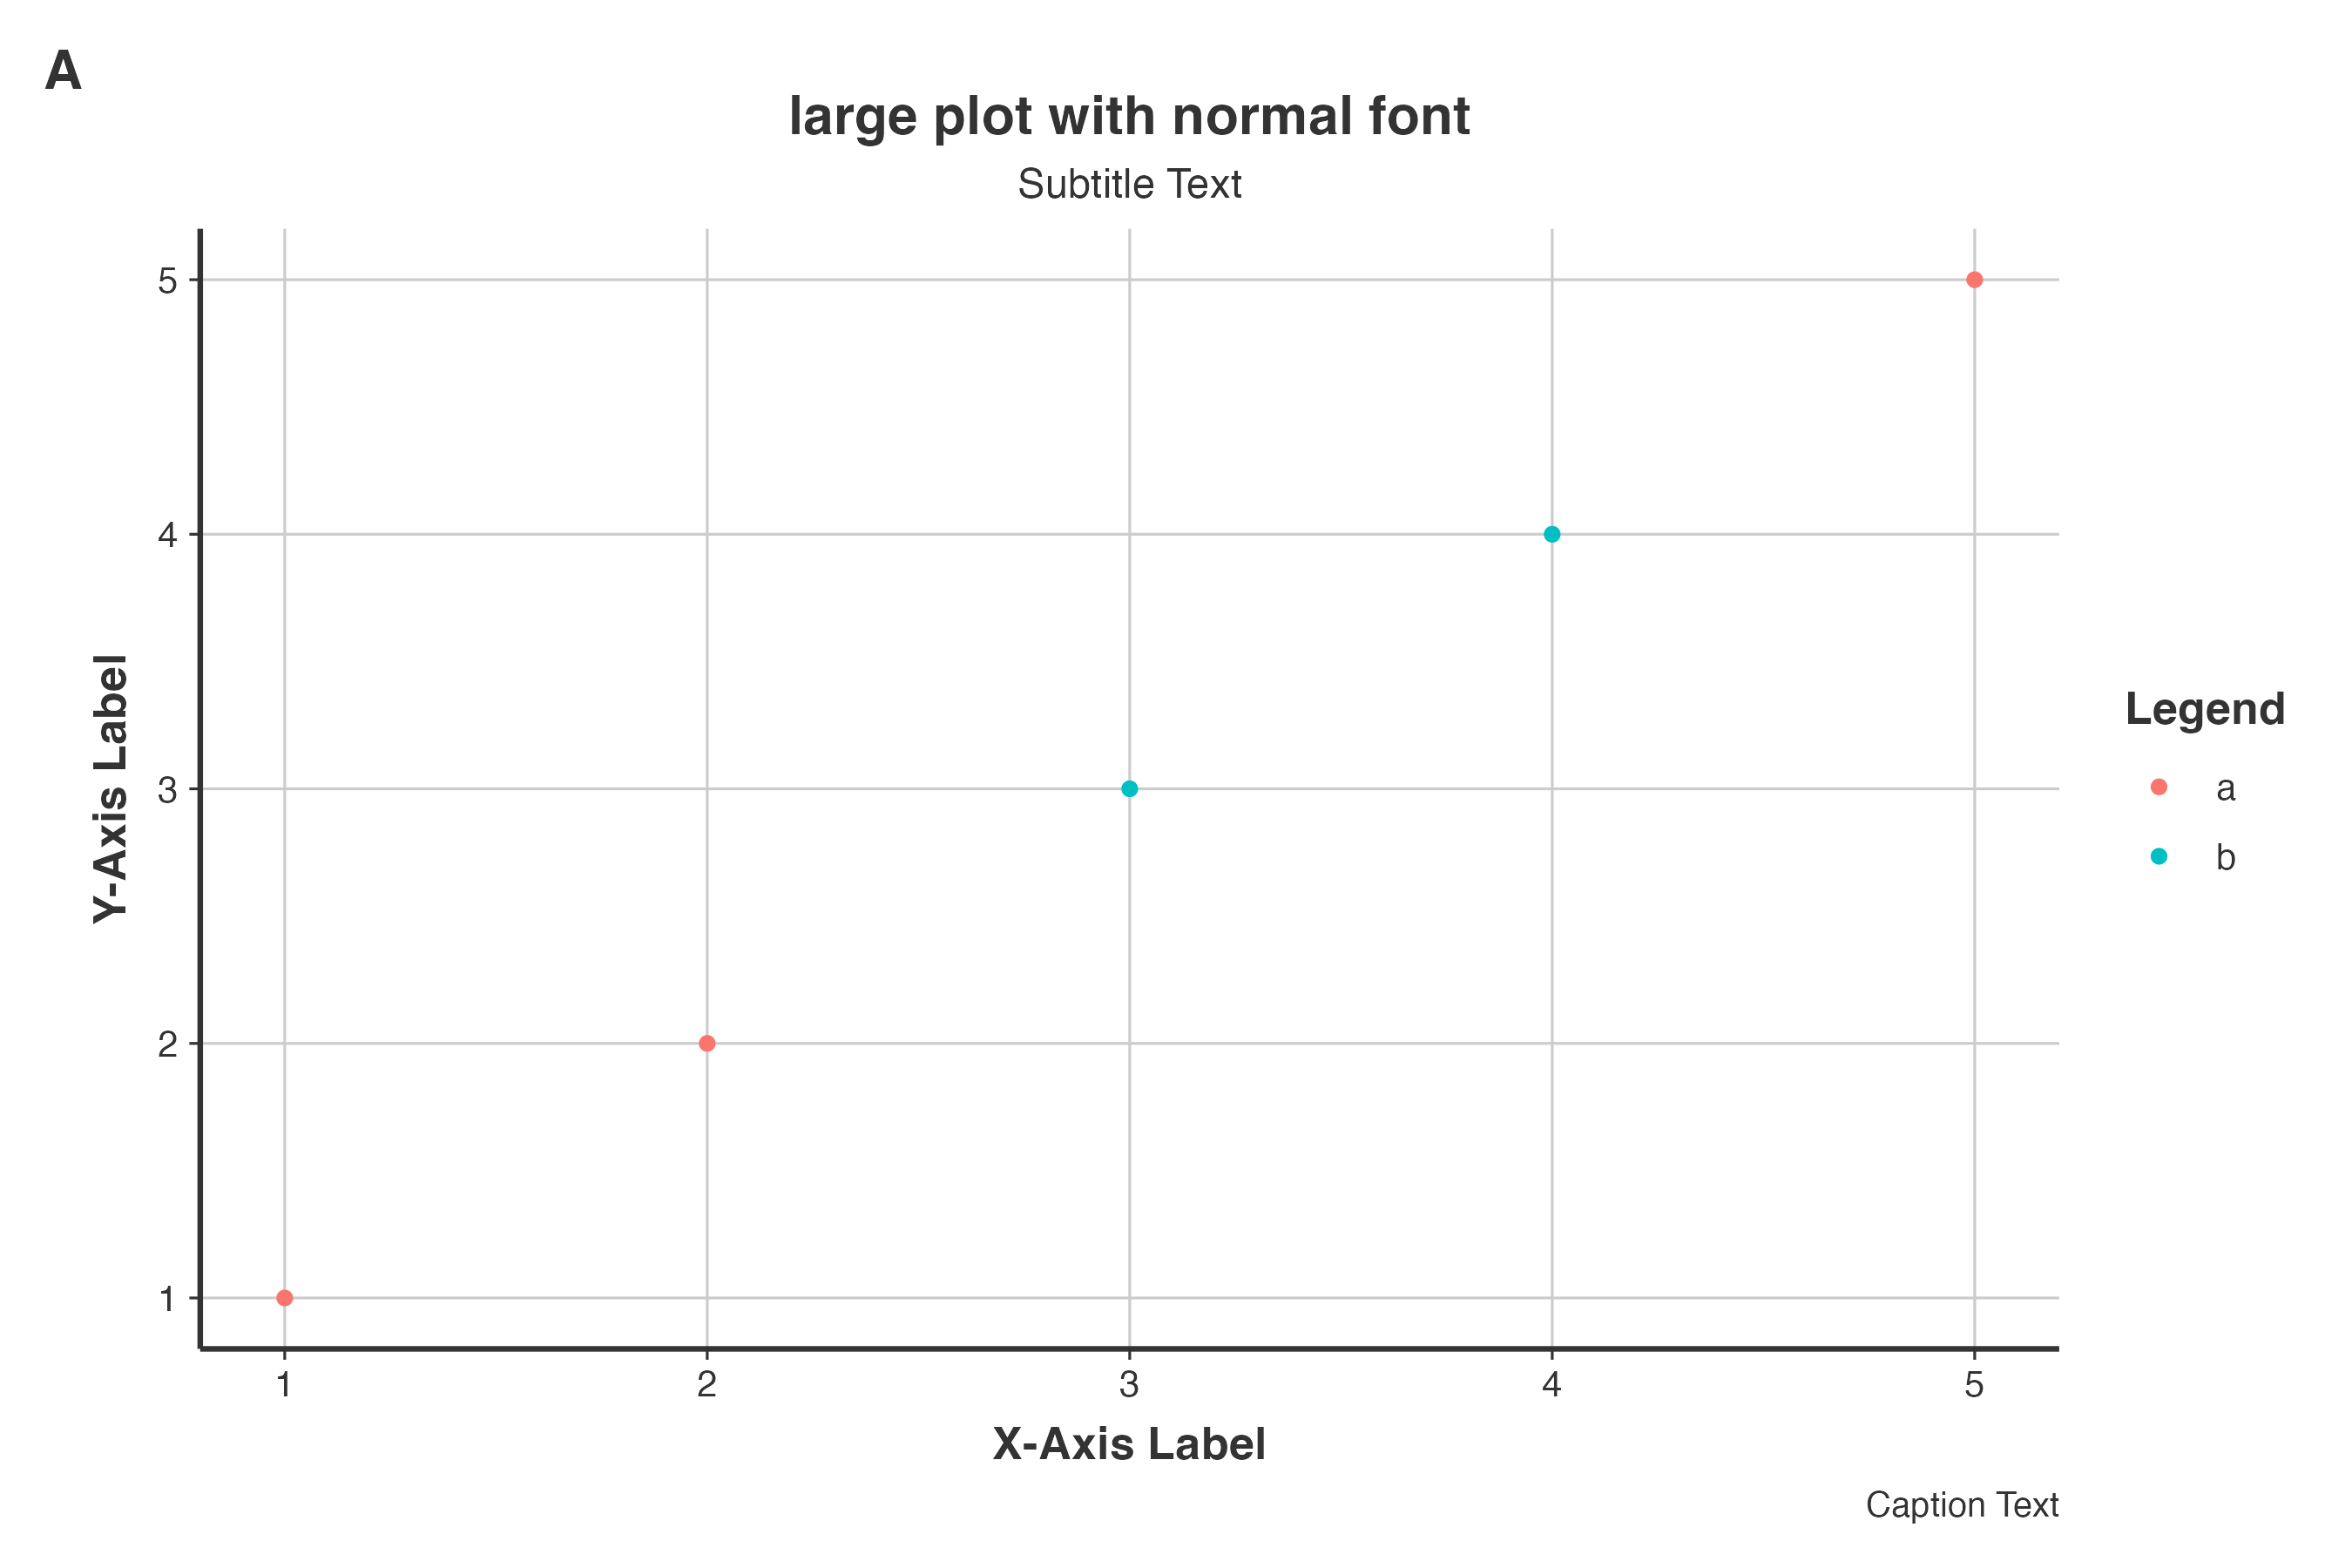 A
large plot with normal font
Subtitle Text
Y-Axis Label
5
4
3
2
1
1 2 3 4 5
X-Axis Label
Legend
a
b
Caption Text